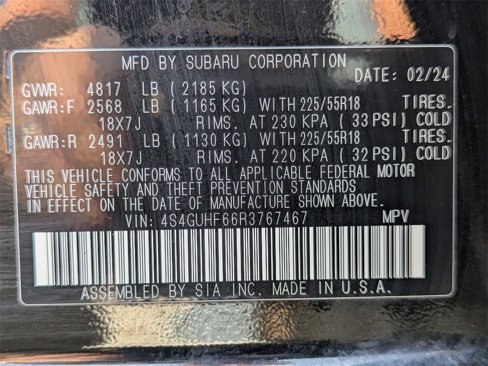 MFD BY SUBARU CORPORATION
DATE: 02/24
GVWR: 4817 LB (2185 KG)
GAWR:F 2568 LB (1165 KG) WITH 225/55R18 TIRES
18X7J RIMS. AT 230 KPA (33 PSI) COLD
GAWR:R 2491 LB (1130 KG) WITH 225/55R18 TIRES
18X7J RIMS. AT 220 KPA (32 PSI) COLD
THIS VEHICLE CONFORMS TO ALL APPLICABLE FEDERAL MOTOR
VEHICLE SAFETY AND THEFT PREVENTION STANDARDS
IN EFFECT ON THE DATE OF MANUFACTURE SHOWN ABOVE.
VIN: 4S4GUHF66R3767467 MPV
ASSEMBLED BY SIA INC. MADE IN U.S.A.